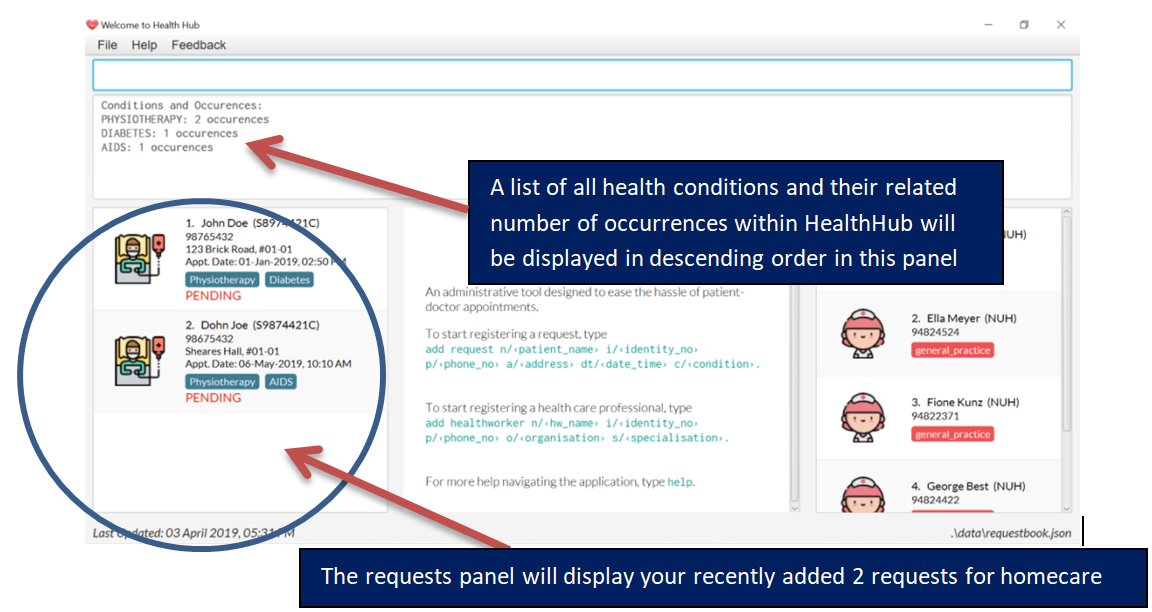 Welcome to Health Hub
File Help Feedback
Conditions and Occurences:
PHYSIOTHERAPY: 2 occurences
DIABETES: 1 occurences
AIDS: 1 occurences
A list of all health conditions and their related
number of occurrences within HealthHub will
be displayed in descending order in this panel
1. John Doe (S8974421C)
98765432
123 Brick Road, #01-01
Appt. Date: 01-Jan-2019, 02:50 PM
Physiotherapy Diabetes
PENDING
2. Dohn Joe (S9874421C)
98675432
Sheares Hall, #01-01
Appt. Date: 06-May-2019, 10:10 AM
Physiotherapy AIDS
PENDING
An administrative tool designed to ease the hassle of patient-
doctor appointments.
To start registering a request, type
add request n/<patient_name> i/<identity_no>
p/<phone_no> a/<address> dt/<date_time> c/<condition>.
To start registering a health care professional, type
add healthworker n/<hw_name> i/<identity_no>
p/<phone_no> o/<organisation> s/<specialisation>.
For more help navigating the application, type help.
(NUH)
2. Ella Meyer (NUH)
94824524
general_practice
3. Fione Kunz (NUH)
94822371
general_practice
4. George Best (NUH)
94824422
Last Updated: 03 April 2019, 05:31 PM
.\data\requestbook.json
The requests panel will display your recently added 2 requests for homecare